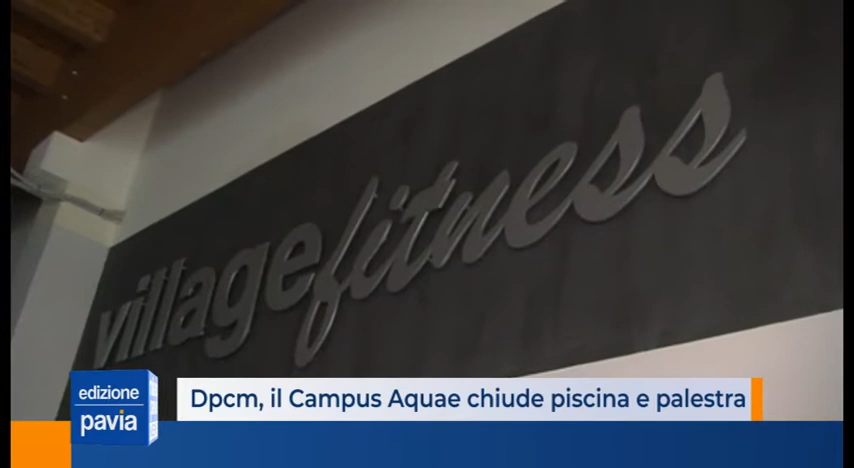 villagefitness
edizione
pavia
Dpcm, il Campus Aquae chiude piscina e palestra